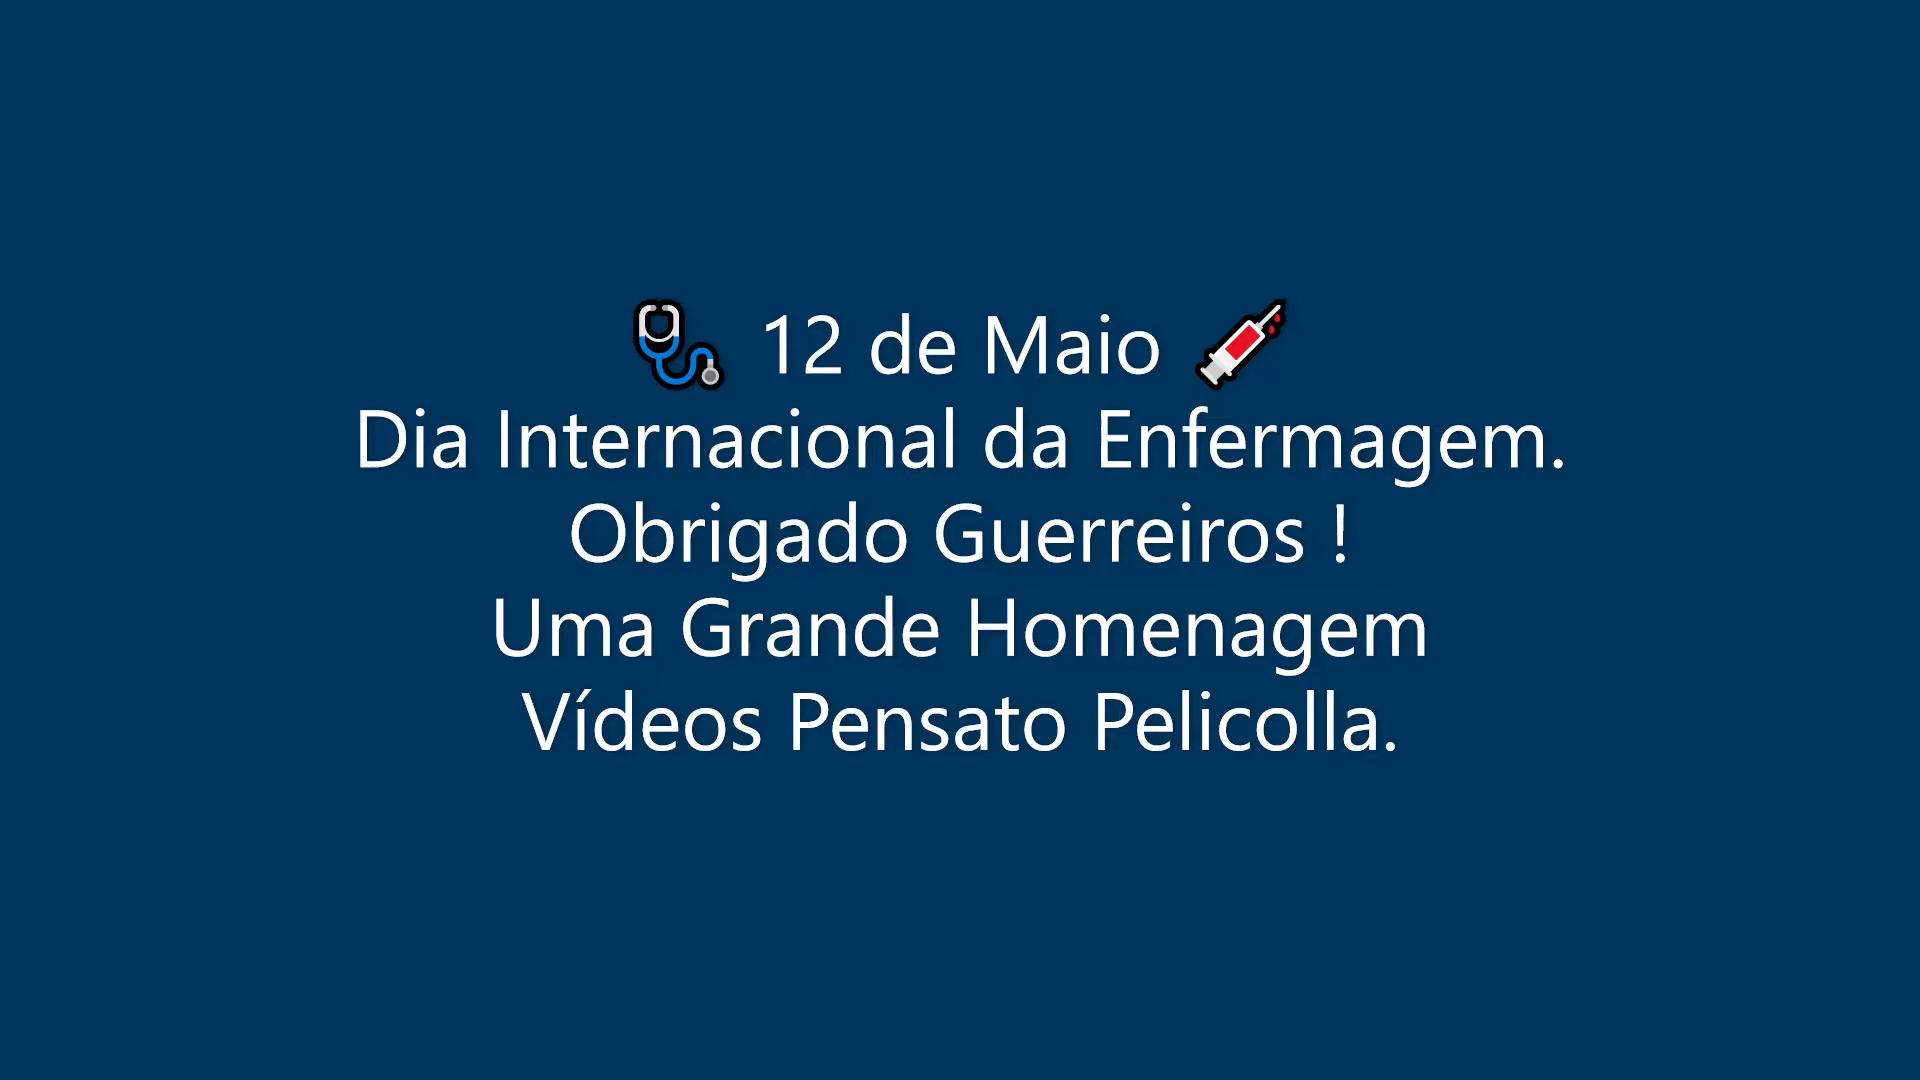 🩺 12 de Maio 💉
Dia Internacional da Enfermagem.
Obrigado Guerreiros !
Uma Grande Homenagem
Vídeos Pensato Pelicolla.